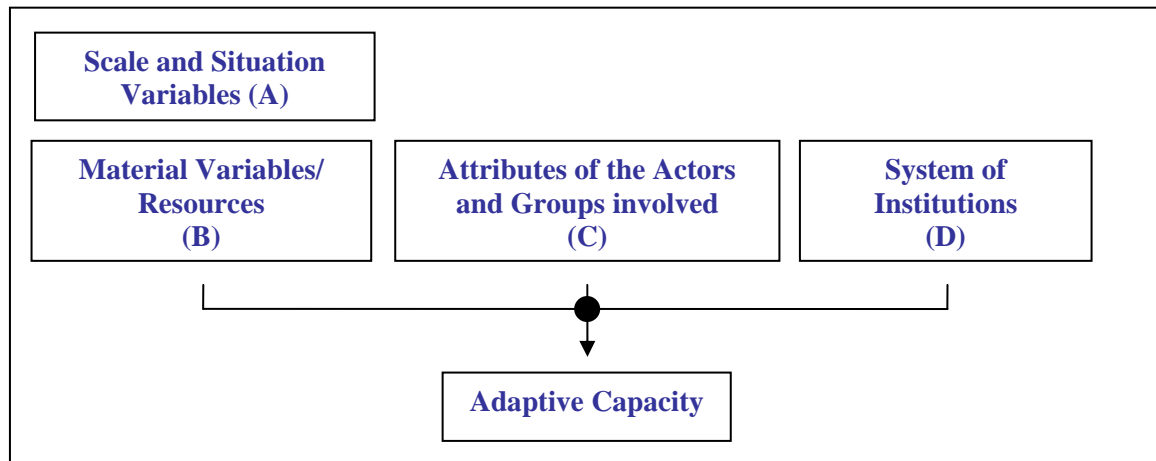 Scale and Situation
Variables (A)
Material Variables/
Resources
(B)
Attributes of the Actors
and Groups involved
(C)
System of
Institutions
(D)
Adaptive Capacity